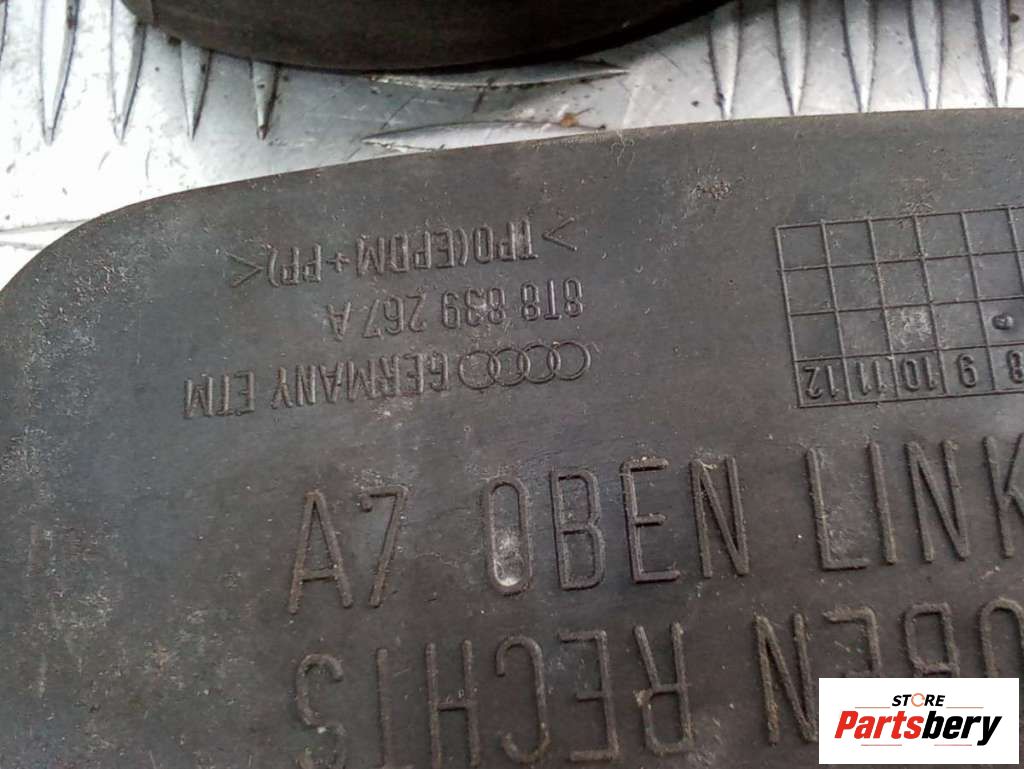 >TPO(EPDM+PP)<
8T8 839 267 A
GERMANY ETM
8 9 10 11 12
A7 OBEN LINK
OBEN RECHTS
STORE
Partsbery